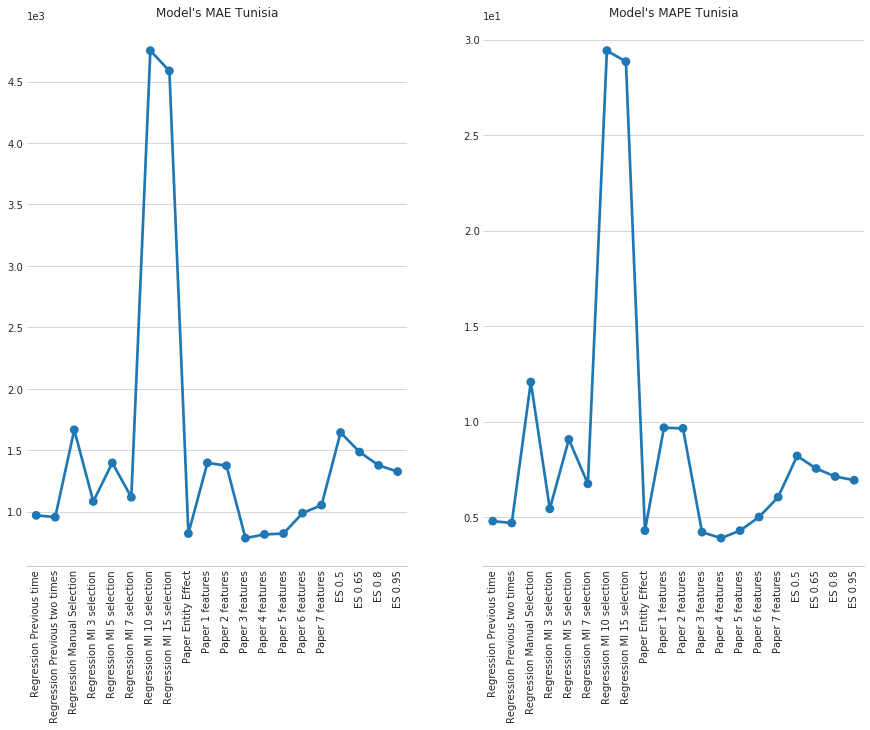 Model's MAE Tunisia
1e3
4.5
4.0
3.5
3.0
2.5
2.0
1.5
1.0
Regression Previous time
Regression Previous two times
Regression Manual Selection
Regression MI 3 selection
Regression MI 5 selection
Regression MI 7 selection
Regression MI 10 selection
Regression MI 15 selection
Paper Entity Effect
Paper 1 features
Paper 2 features
Paper 3 features
Paper 4 features
Paper 5 features
Paper 6 features
Paper 7 features
ES 0.5
ES 0.65
ES 0.8
ES 0.95
Model's MAPE Tunisia
1e1
3.0
2.5
2.0
1.5
1.0
0.5
Regression Previous time
Regression Previous two times
Regression Manual Selection
Regression MI 3 selection
Regression MI 5 selection
Regression MI 7 selection
Regression MI 10 selection
Regression MI 15 selection
Paper Entity Effect
Paper 1 features
Paper 2 features
Paper 3 features
Paper 4 features
Paper 5 features
Paper 6 features
Paper 7 features
ES 0.5
ES 0.65
ES 0.8
ES 0.95